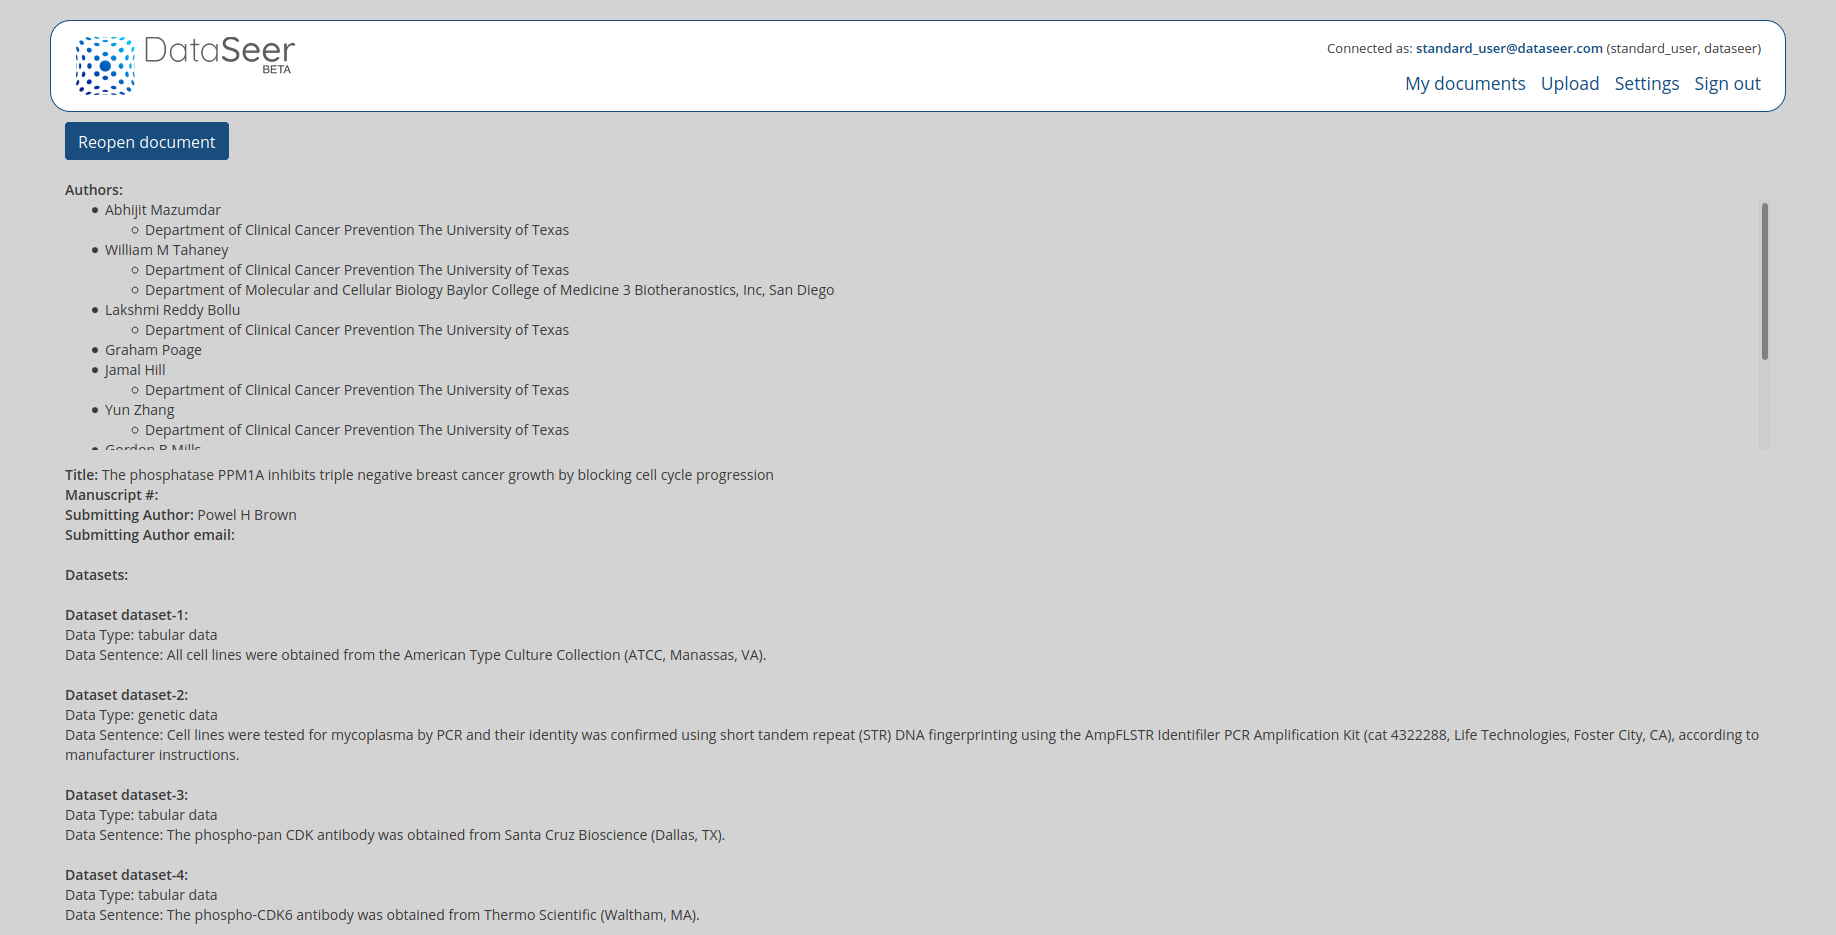 DataSeer
BETA
Connected as: standard_user@dataseer.com (standard_user, dataseer)
My documents Upload Settings Sign out
Reopen document
Authors:
Abhijit Mazumdar
Department of Clinical Cancer Prevention The University of Texas
William M Tahaney
Department of Clinical Cancer Prevention The University of Texas
Department of Molecular and Cellular Biology Baylor College of Medicine 3 Biotheranostics, Inc, San Diego
Lakshmi Reddy Bollu
Department of Clinical Cancer Prevention The University of Texas
Graham Poage
Jamal Hill
Department of Clinical Cancer Prevention The University of Texas
Yun Zhang
Department of Clinical Cancer Prevention The University of Texas
Gordon B Mills
Title: The phosphatase PPM1A inhibits triple negative breast cancer growth by blocking cell cycle progression
Manuscript #:
Submitting Author: Powel H Brown
Submitting Author email:
Datasets:
Dataset dataset-1:
Data Type: tabular data
Data Sentence: All cell lines were obtained from the American Type Culture Collection (ATCC, Manassas, VA).
Dataset dataset-2:
Data Type: genetic data
Data Sentence: Cell lines were tested for mycoplasma by PCR and their identity was confirmed using short tandem repeat (STR) DNA fingerprinting using the AmpFLSTR Identifiler PCR Amplification Kit (cat 4322288, Life Technologies, Foster City, CA), according to
manufacturer instructions.
Dataset dataset-3:
Data Type: tabular data
Data Sentence: The phospho-pan CDK antibody was obtained from Santa Cruz Bioscience (Dallas, TX).
Dataset dataset-4:
Data Type: tabular data
Data Sentence: The phospho-CDK6 antibody was obtained from Thermo Scientific (Waltham, MA).